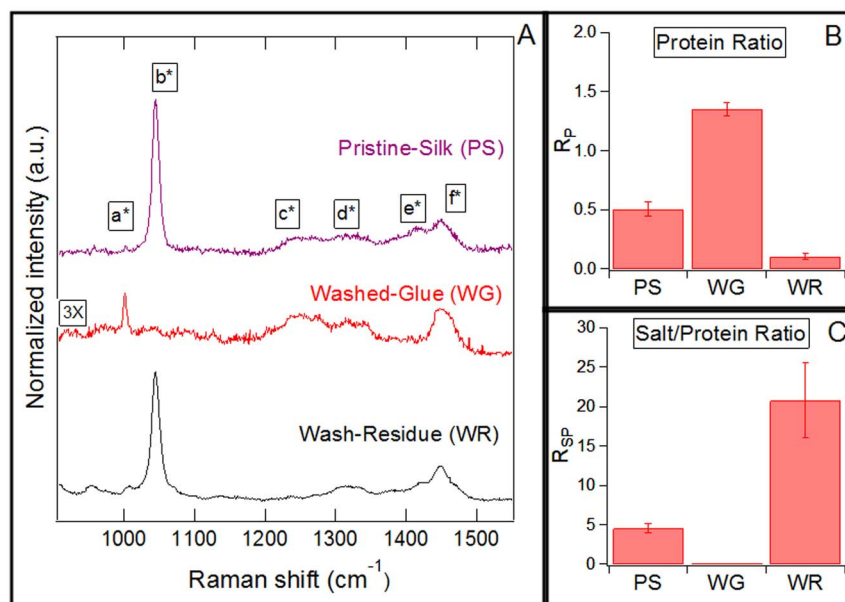 A
Normalized intensity (a.u.)
b*
Pristine-Silk (PS)
a*
c*
d*
e*
f*
3X
Washed-Glue (WG)
Wash-Residue (WR)
1000 1100 1200 1300 1400 1500
Raman shift (cm-1)
B
Protein Ratio
RP
2.0
1.5
1.0
0.5
0.0
PS WG WR
C
Salt/Protein Ratio
RSP
30
25
20
15
10
5
0
PS WG WR